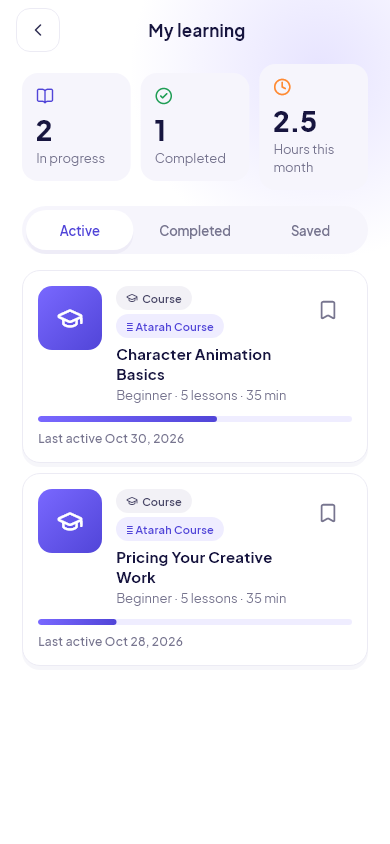 My learning
2
In progress
1
Completed
2.5
Hours this
month
Active
Completed
Saved
Course
Atarah Course
Character Animation
Basics
Beginner · 5 lessons · 35 min
Last active Oct 30, 2026
Course
Atarah Course
Pricing Your Creative
Work
Beginner · 5 lessons · 35 min
Last active Oct 28, 2026